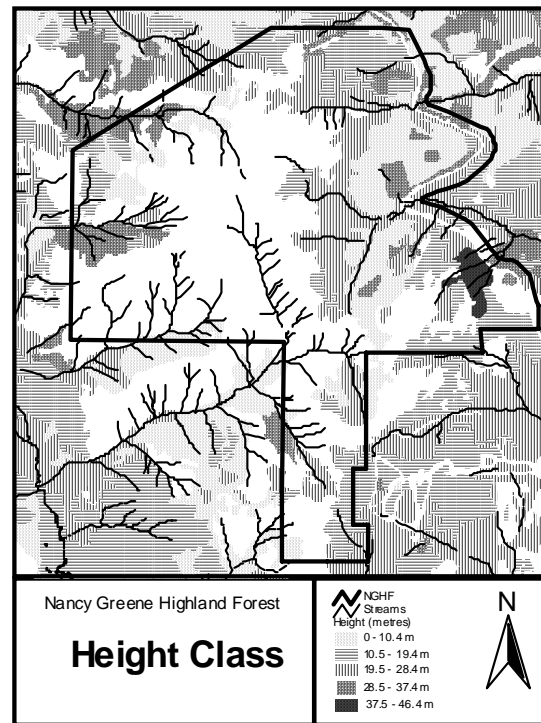 Nancy Greene Highland Forest
Height Class
NGHF
Streams
Height (metres)
0 - 10.4 m
10.5 - 19.4 m
19.5 - 28.4 m
28.5 - 37.4 m
37.5 - 46.4 m
N